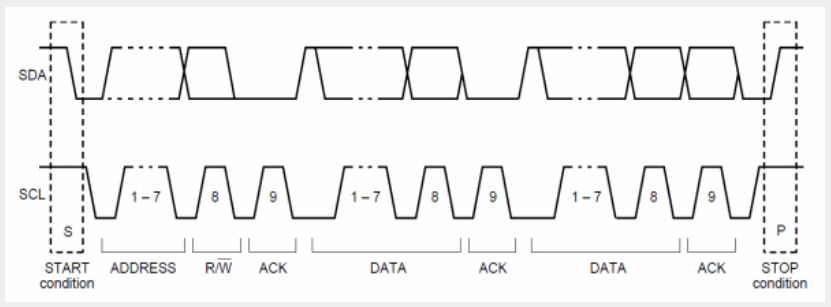 SDA
SCL
1 – 7 8 9 1 – 7 8 9 1 – 7 8 9
S P
START condition
ADDRESS
R/W̅
ACK
DATA
ACK
DATA
ACK
STOP condition